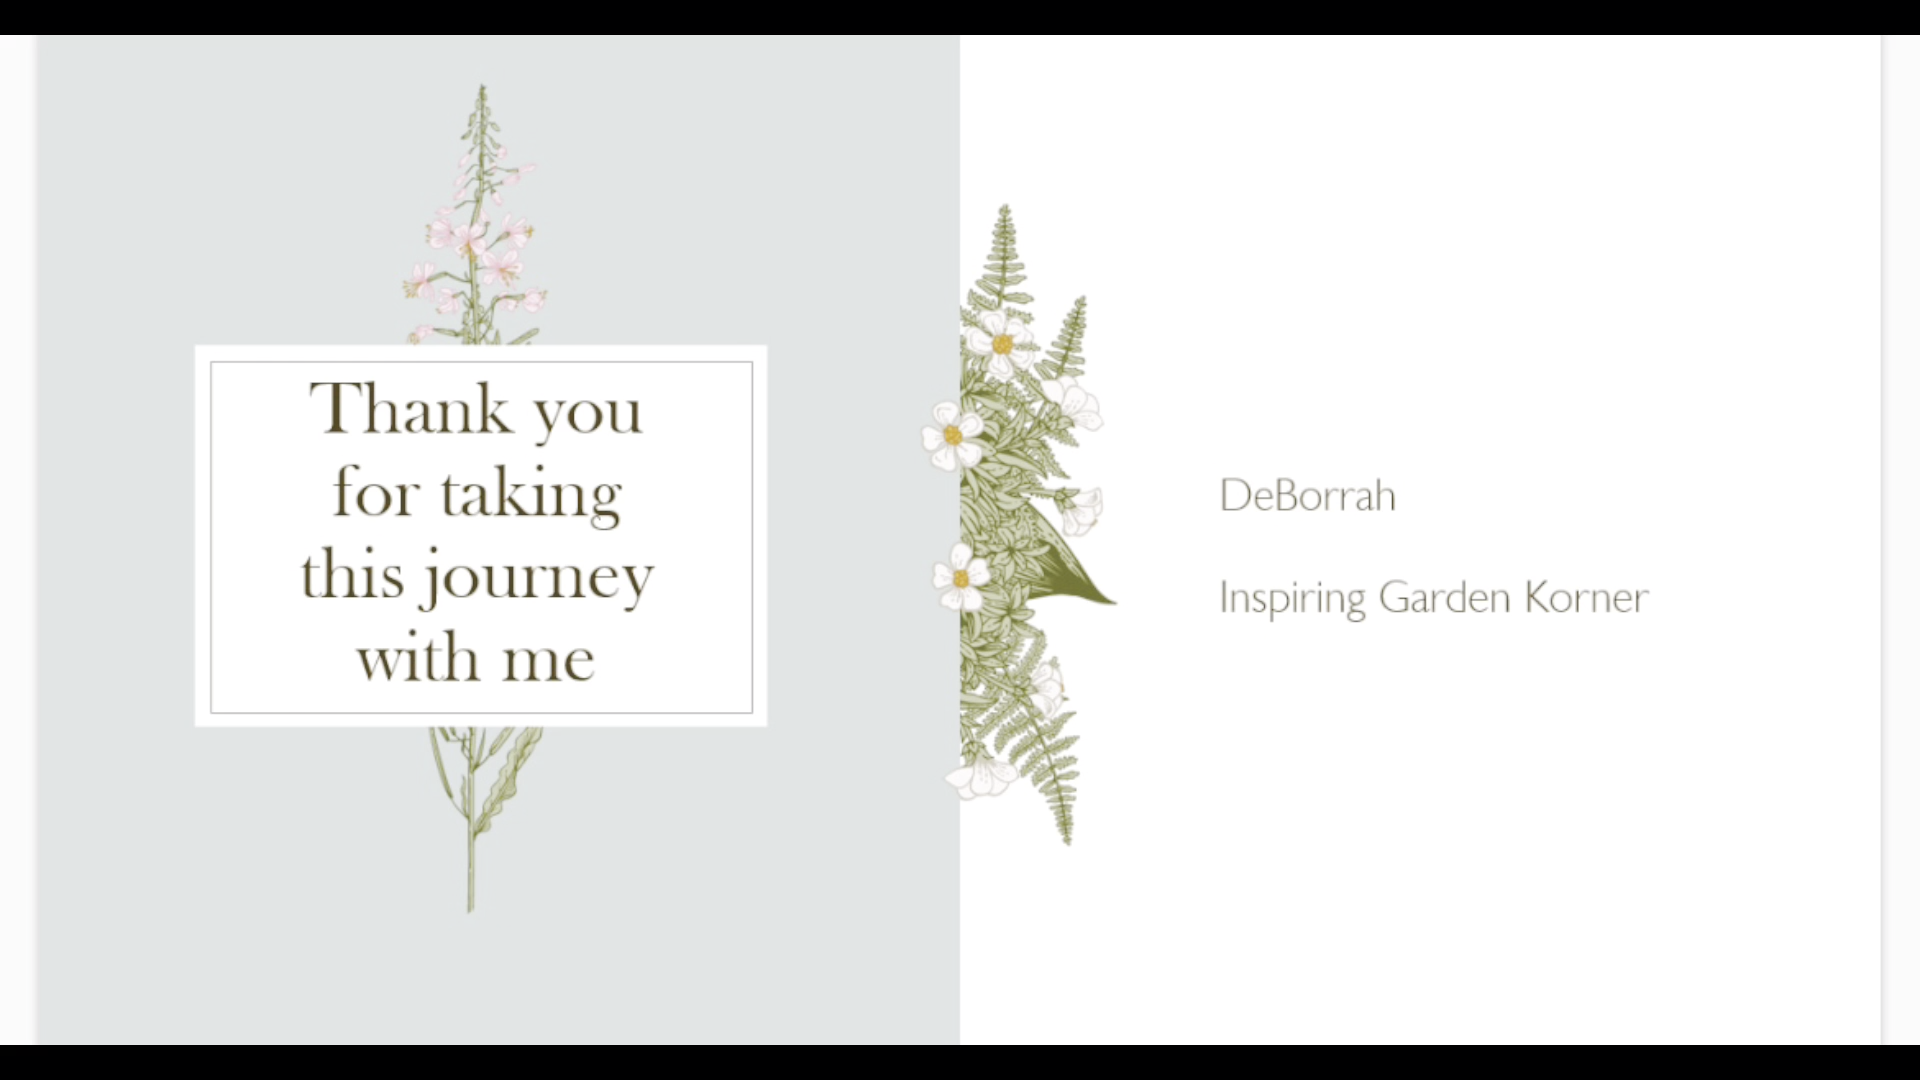 Thank you
for taking
this journey
with me
DeBorrah
Inspiring Garden Korner